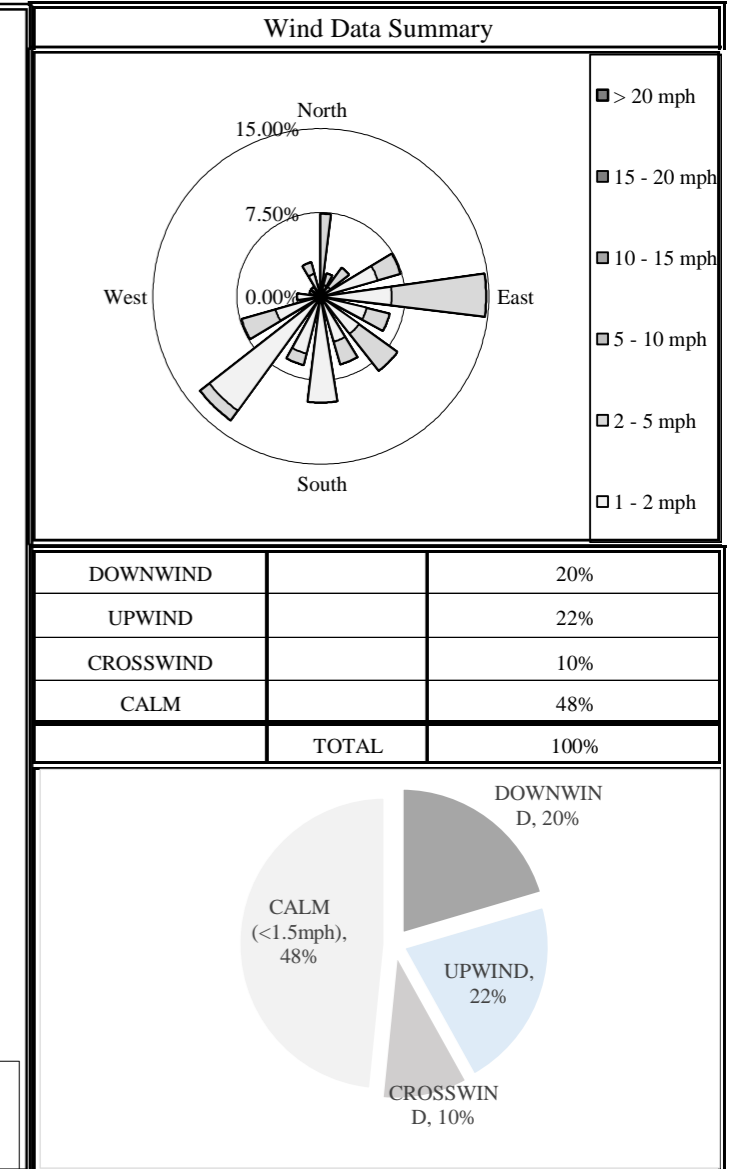 Wind Data Summary
North
15.00%
7.50%
West
0.00%
East
South
> 20 mph
15 - 20 mph
10 - 15 mph
5 - 10 mph
2 - 5 mph
1 - 2 mph
DOWNWIND 20%
UPWIND 22%
CROSSWIND 10%
CALM 48%
TOTAL 100%
DOWNWIN
D, 20%
CALM
(<1.5mph),
48%
UPWIND,
22%
CROSSWIN
D, 10%